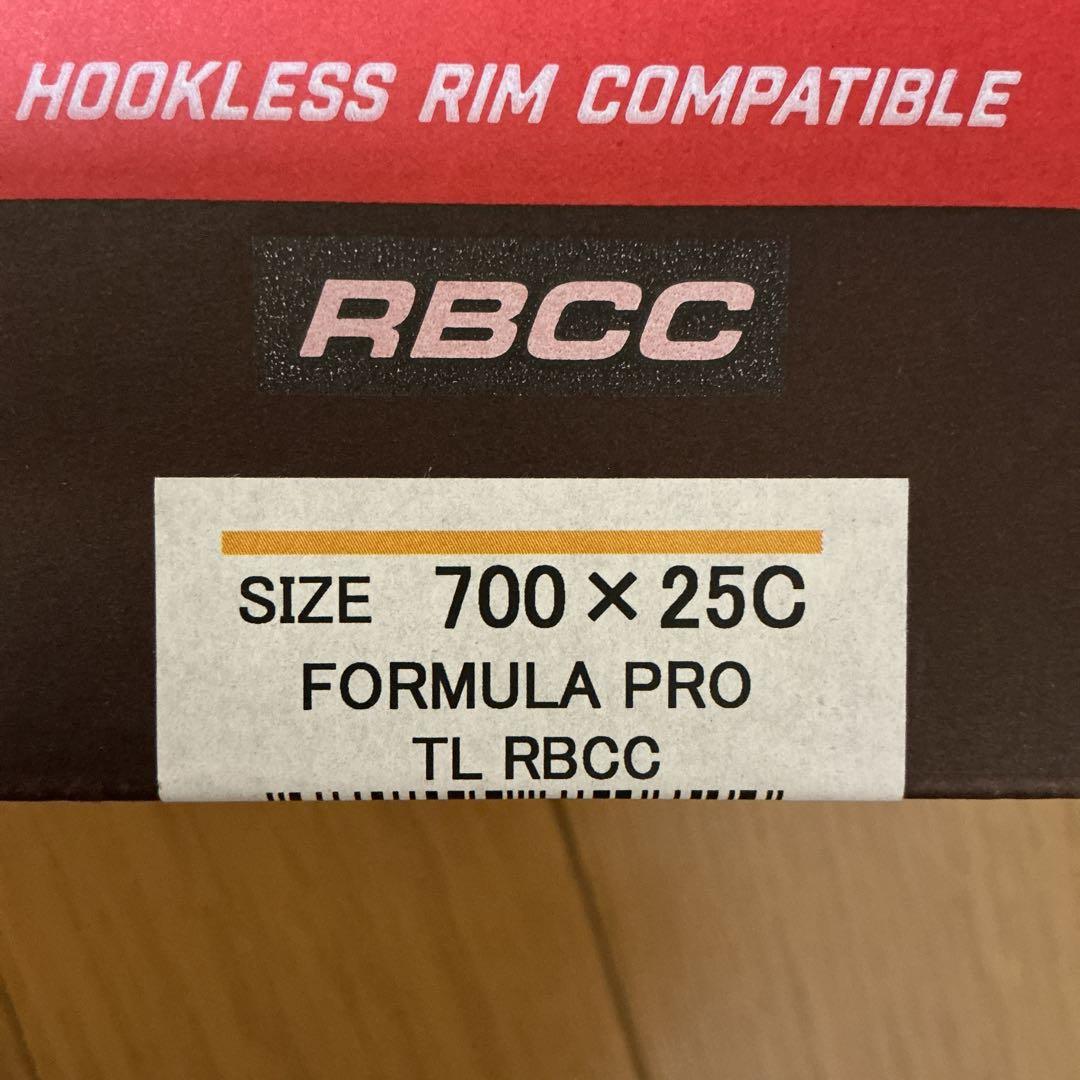 HOOKLESS RIM COMPATIBLE
RBCC
SIZE 700×25C
FORMULA PRO
TL RBCC